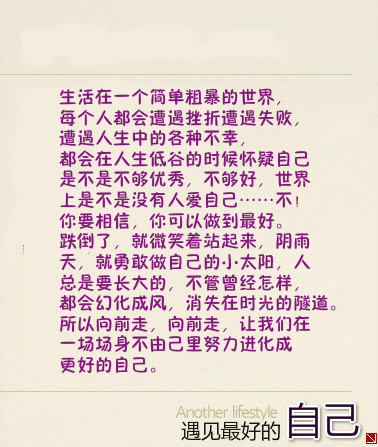 生活在一个简单粗暴的世界，
每个人都会遭遇挫折遭遇失败，
遭遇人生中的各种不幸，
都会在人生低谷的时候怀疑自己
是不是不够优秀，不够好，世界
上是不是没有人爱自己……不！
你要相信，你可以做到最好。
跌倒了，就微笑着站起来，阴雨
天，就勇敢做自己的小太阳，人
总是要长大的，不管曾经怎样，
都会幻化成风，消失在时光的隧道。
所以向前走，向前走，让我们在
一场场身不由己里努力进化成
更好的自己。
Another lifestyle
遇见最好的 自己